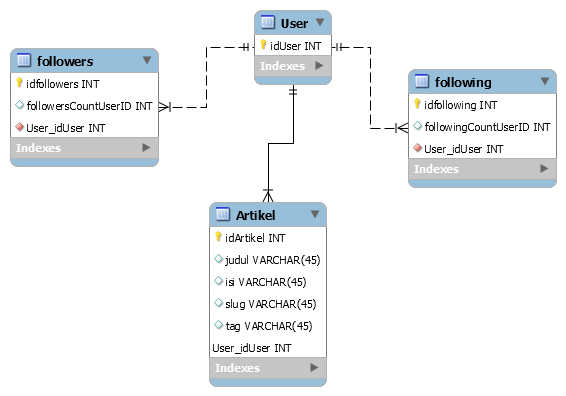 User
idUser INT
Indexes
followers
idfollowers INT
followersCountUserID INT
User_idUser INT
Indexes
following
idfollowing INT
followingCountUserID INT
User_idUser INT
Indexes
Artikel
idArtikel INT
judul VARCHAR(45)
isi VARCHAR(45)
slug VARCHAR(45)
tag VARCHAR(45)
User_idUser INT
Indexes